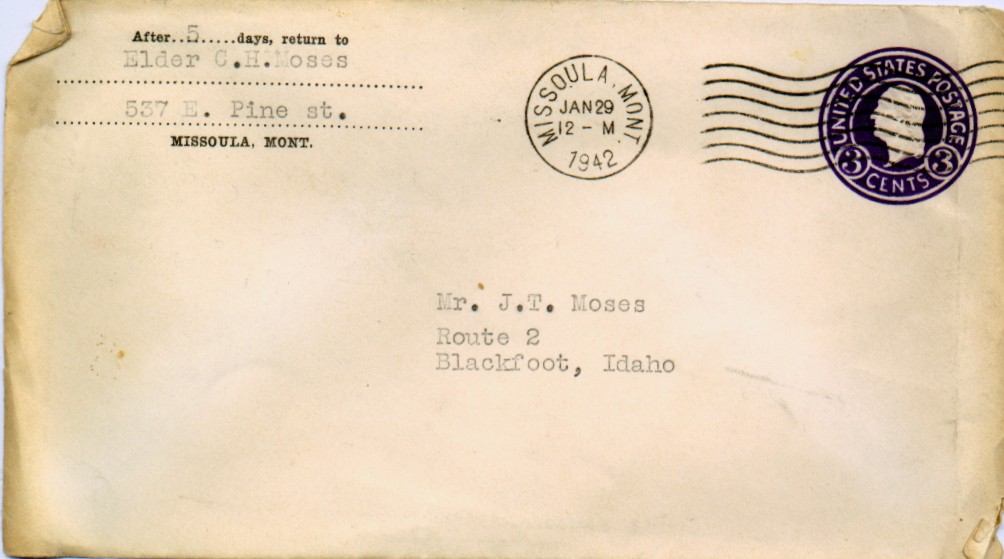 After..5.....days, return to
Elder C.H.Moses
537 E. Pine st.
MISSOULA, MONT.
MISSOULA, MONT.
JAN 29
12 – M
1942
UNITED STATES POSTAGE
3 CENTS 3
Mr. J.T. Moses
Route 2
Blackfoot, Idaho